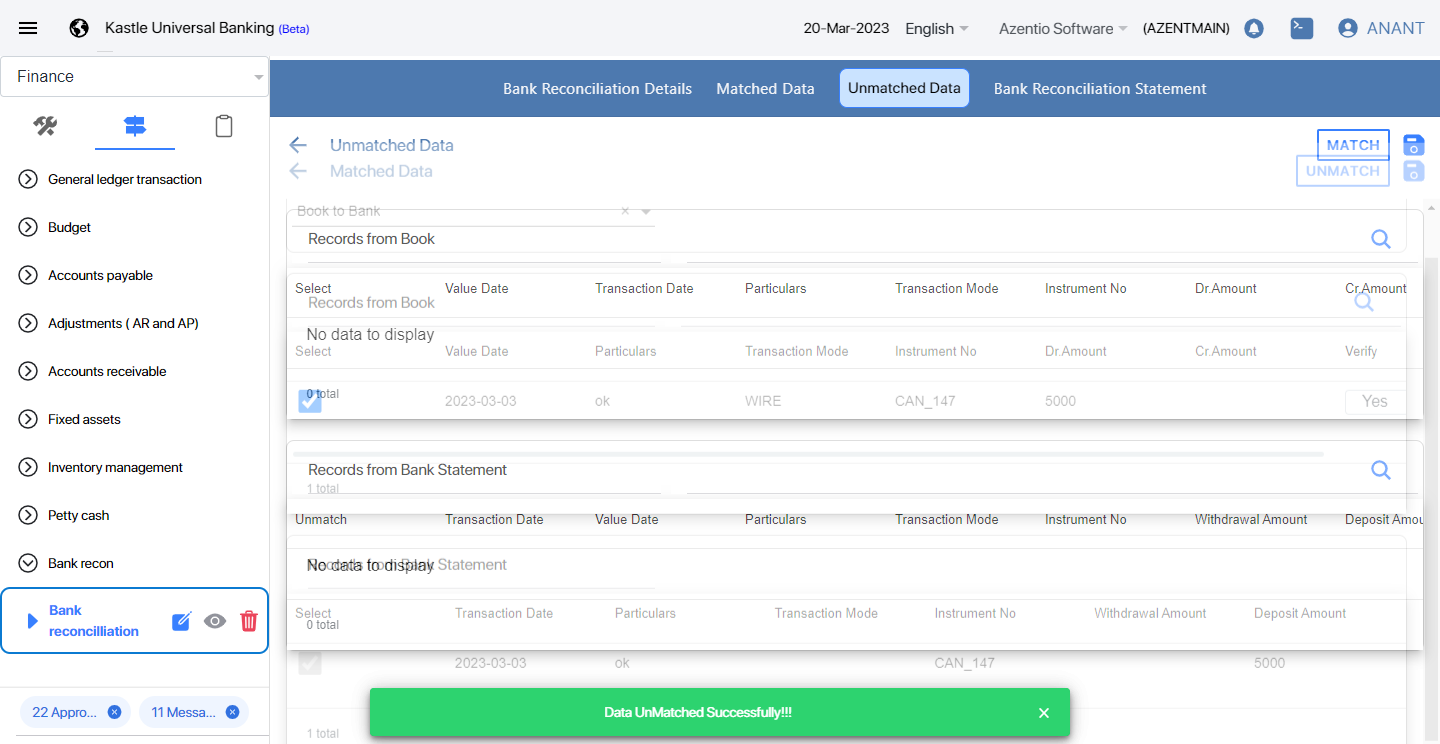 Kastle Universal Banking (Beta)
20-Mar-2023
English
Azentio Software
(AZENTMAIN)
ANANT
Finance
Bank Reconciliation Details
Matched Data
Unmatched Data
Bank Reconciliation Statement
General ledger transaction
Budget
Accounts payable
Adjustments ( AR and AP)
Accounts receivable
Fixed assets
Inventory management
Petty cash
Bank recon
Bank
reconcilliation
22 Appro...
11 Messa...
Unmatched Data
MATCH
Matched Data
UNMATCH
Book to Bank
Records from Book
Select Value Date Transaction Date Particulars Transaction Mode Instrument No Dr.Amount Cr.Amount
Records from Book
No data to display
Select Value Date Particulars Transaction Mode Instrument No Dr.Amount Cr.Amount Verify
0 total
2023-03-03 ok WIRE CAN_147 5000 Yes
Records from Bank Statement
1 total
Unmatch Transaction Date Value Date Particulars Transaction Mode Instrument No Withdrawal Amount Deposit Amou
Records from Bank Statement
No data to display
Select Transaction Date Particulars Transaction Mode Instrument No Withdrawal Amount Deposit Amount
0 total
2023-03-03 ok CAN_147 5000
Data UnMatched Successfully!!!
1 total